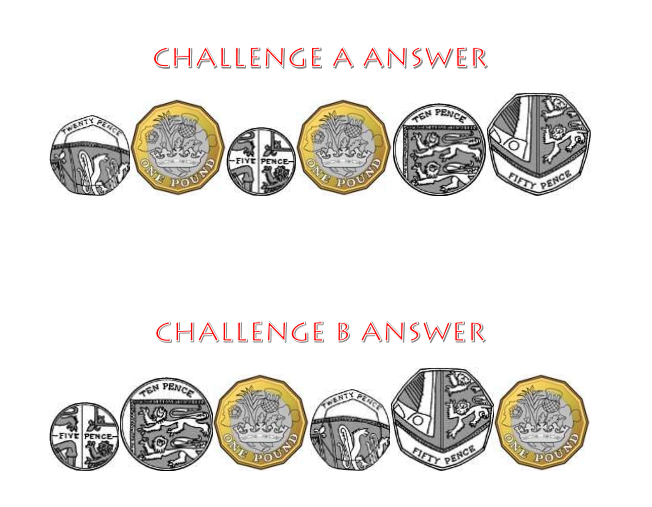 CHALLENGE A ANSWER
TWENTY PENCE
ONE POUND
FIVE PENCE
ONE POUND
TEN PENCE
FIFTY PENCE
CHALLENGE B ANSWER
FIVE PENCE
TEN PENCE
ONE POUND
TWENTY PENCE
FIFTY PENCE
ONE POUND